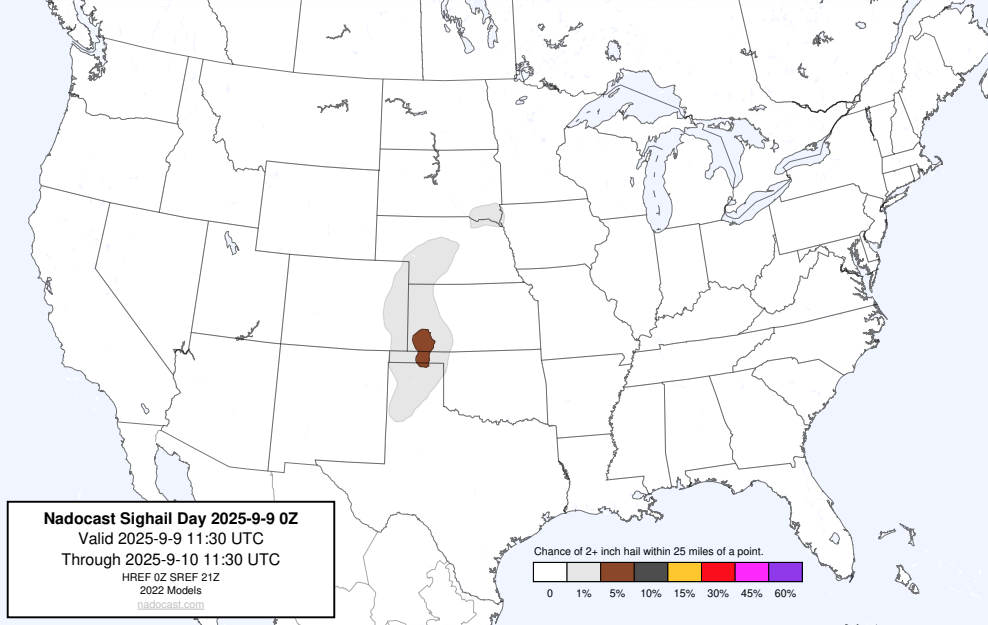 Nadocast Sighail Day 2025-9-9 0Z
Valid 2025-9-9 11:30 UTC
Through 2025-9-10 11:30 UTC
HREF 0Z SREF 21Z
2022 Models
nadocast.com
Chance of 2+ inch hail within 25 miles of a point.
0 1% 5% 10% 15% 30% 45% 60%